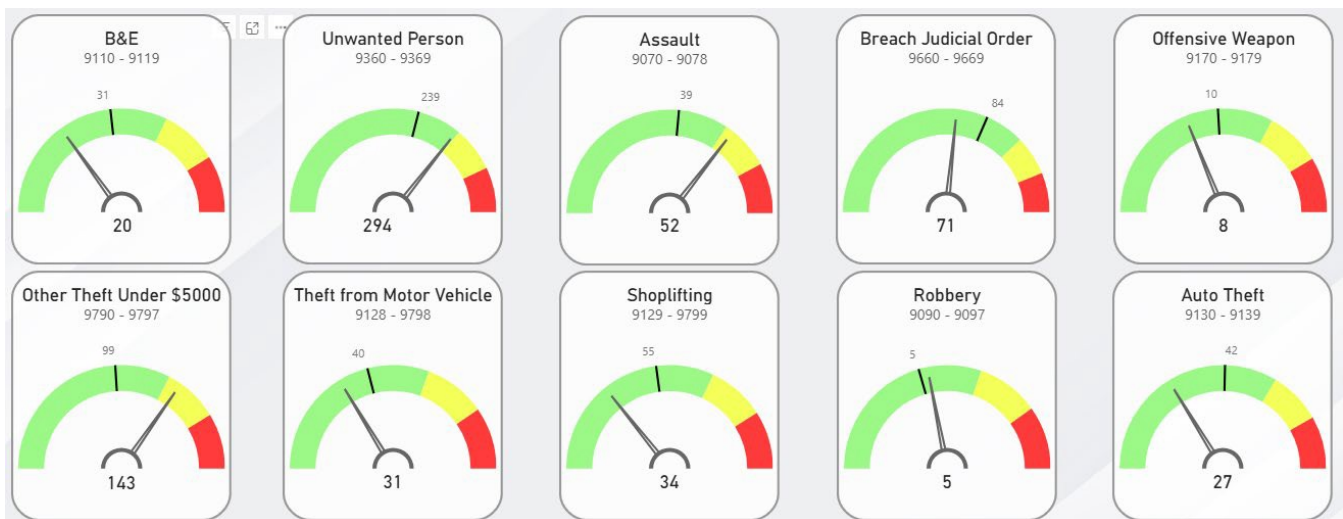 B&E
9110 - 9119
31
20
Unwanted Person
9360 - 9369
239
294
Assault
9070 - 9078
39
52
Breach Judicial Order
9660 - 9669
84
71
Offensive Weapon
9170 - 9179
10
8
Other Theft Under $5000
9790 - 9797
99
143
Theft from Motor Vehicle
9128 - 9798
40
31
Shoplifting
9129 - 9799
55
34
Robbery
9090 - 9097
5
5
Auto Theft
9130 - 9139
42
27